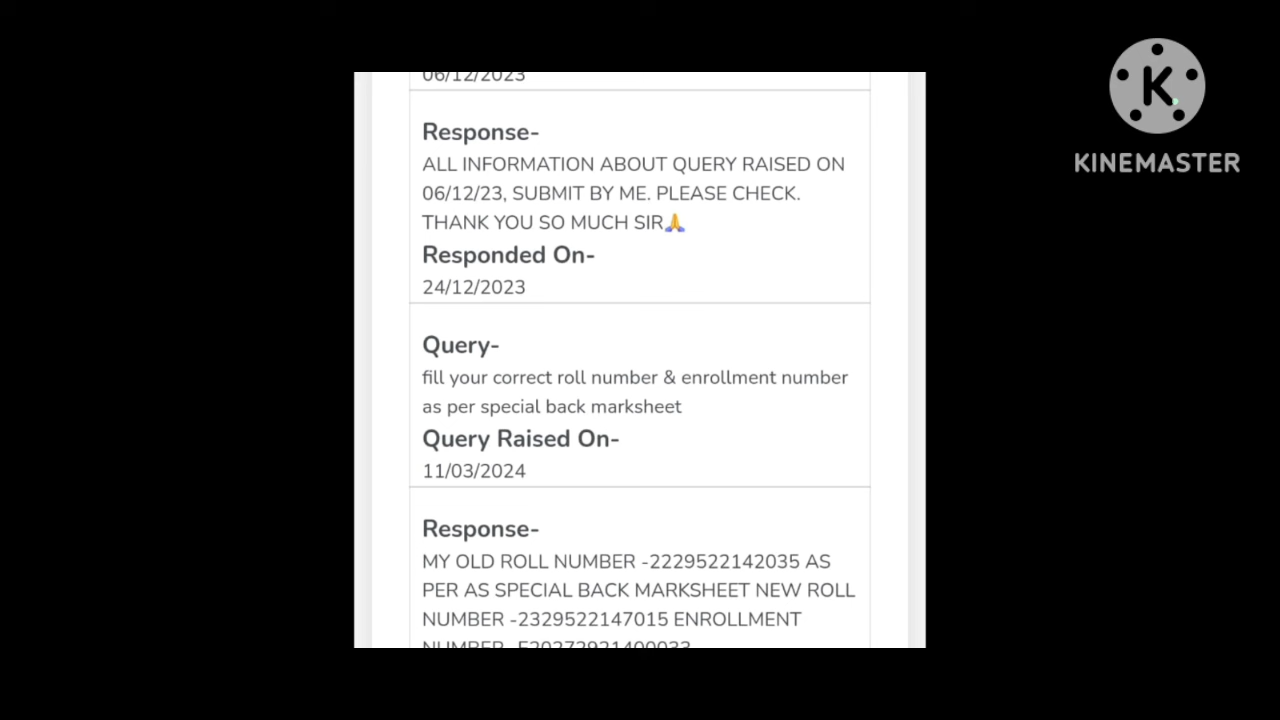 06/12/2023
Response-
ALL INFORMATION ABOUT QUERY RAISED ON
06/12/23, SUBMIT BY ME. PLEASE CHECK.
THANK YOU SO MUCH SIR🙏
Responded On-
24/12/2023
Query-
fill your correct roll number & enrollment number
as per special back marksheet
Query Raised On-
11/03/2024
Response-
MY OLD ROLL NUMBER -2229522142035 AS
PER AS SPECIAL BACK MARKSHEET NEW ROLL
NUMBER -2329522147015 ENROLLMENT
NUMBER
K
KINEMASTER